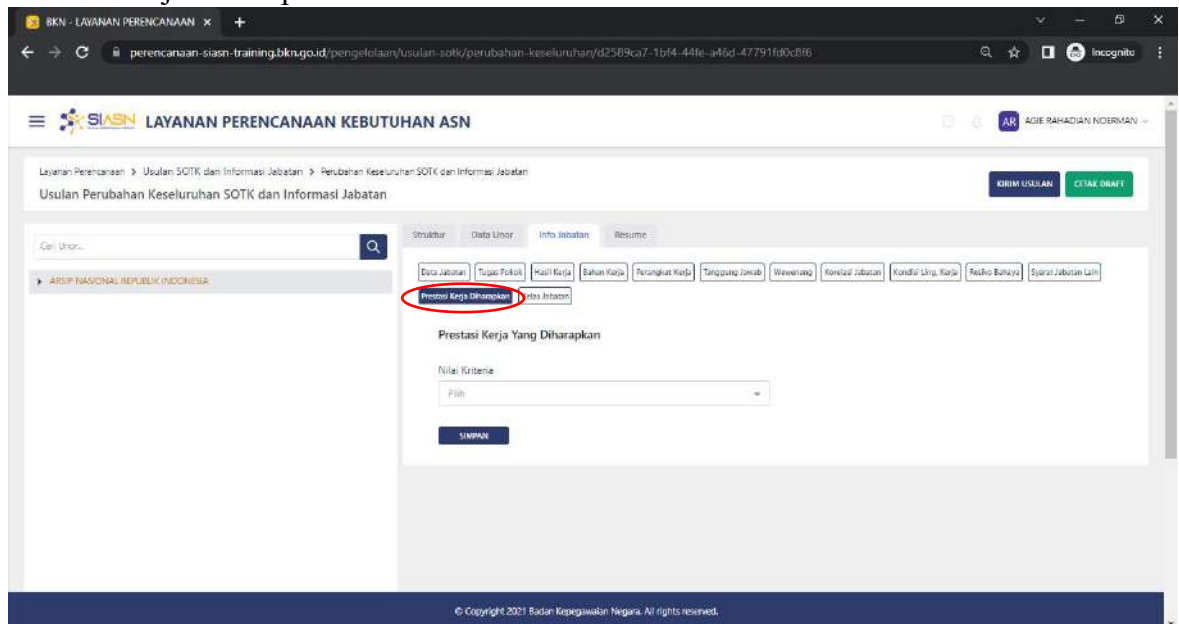 BKN - LAYANAN PERENCANAAN
perencanaan-siasn-training.bkn.go.id/pengelolaan/usulan-sotk/perubahan-keseluruhan/d2589ca7-1bf4-44fe-a46d-47791fd0c8f6
Incognito
SIASN LAYANAN PERENCANAAN KEBUTUHAN ASN
AR AGIE RAHADIAN NOERMAN
Layanan Perencanaan > Usulan SOTK dan Informasi Jabatan > Perubahan Keseluruhan SOTK dan Informasi Jabatan
Usulan Perubahan Keseluruhan SOTK dan Informasi Jabatan
KIRIM USULAN CETAK DRAFT
Cari Unor...
ARSIP NASIONAL REPUBLIK INDONESIA
Struktur Data Unor Info Jabatan Resume
Data Jabatan Tugas Pokok Hasil Kerja Bahan Kerja Perangkat Kerja Tanggung Jawab Wewenang Korelasi Jabatan Kondisi Ling. Kerja Resiko Bahaya Syarat Jabatan Lain
Prestasi Kerja Diharapkan Kelas Jabatan
Prestasi Kerja Yang Diharapkan
Nilai Kriteria
Pilih
SIMPAN
© Copyright 2021 Badan Kepegawaian Negara. All rights reserved.